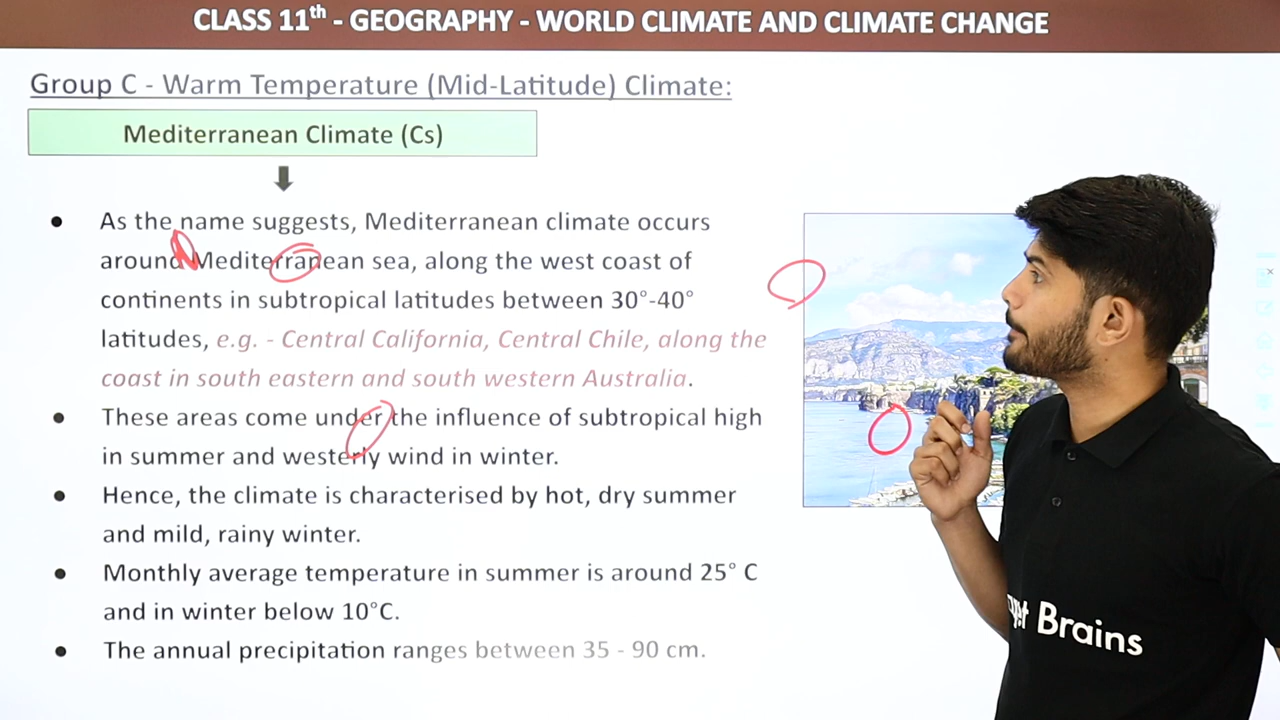 CLASS 11th - GEOGRAPHY - WORLD CLIMATE AND CLIMATE CHANGE
Group C - Warm Temperature (Mid-Latitude) Climate:
Mediterranean Climate (Cs)
● As the name suggests, Mediterranean climate occurs
around Mediterranean sea, along the west coast of
continents in subtropical latitudes between 30°-40°
latitudes, e.g. - Central California, Central Chile, along the
coast in south eastern and south western Australia.
● These areas come under the influence of subtropical high
in summer and westerly wind in winter.
● Hence, the climate is characterised by hot, dry summer
and mild, rainy winter.
● Monthly average temperature in summer is around 25° C
and in winter below 10°C.
● The annual precipitation ranges between 35 - 90 cm.
Brains